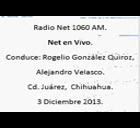 Radio Net 1060 AM.
Net en Vivo.
Conduce: Rogelio González Quiroz,
Alejandro Velasco.
Cd. Juárez, Chihuahua.
3 Diciembre 2013.